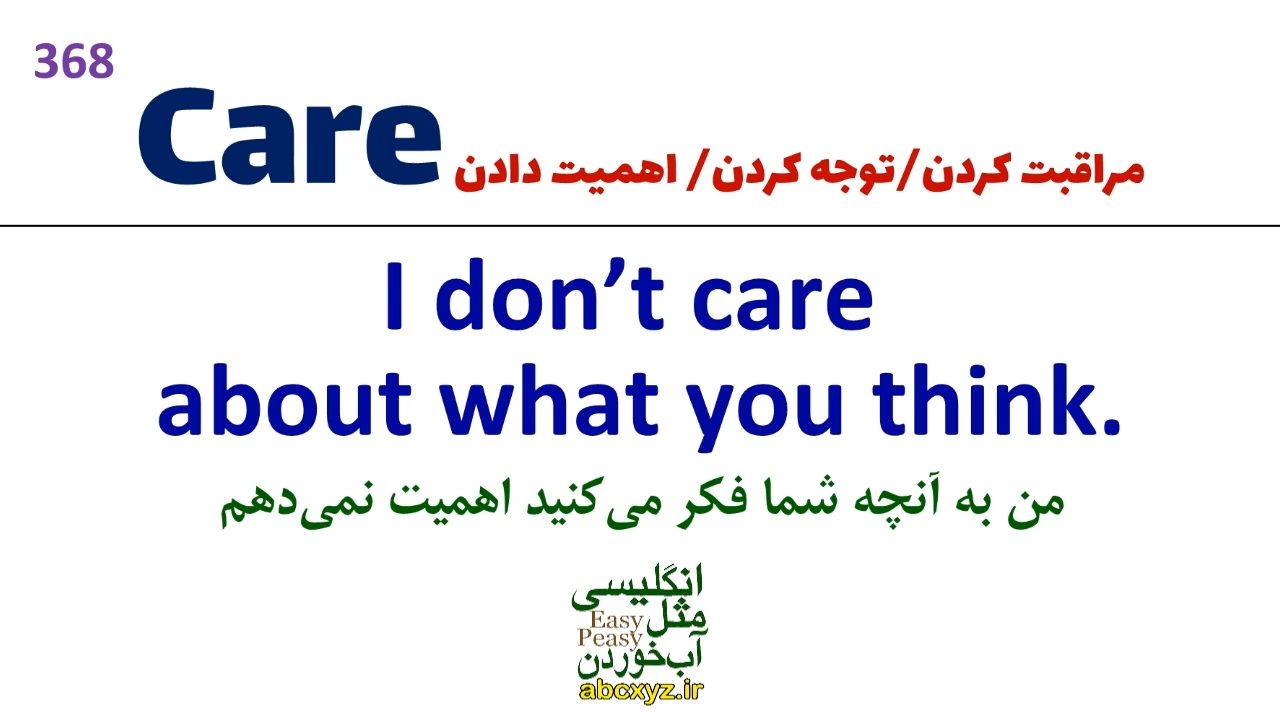 368
Care مراقبت کردن/توجه کردن/ اهمیت دادن
I don’t care
about what you think.
من به آنچه شما فکر می‌کنید اهمیت نمی‌دهم
انگلیسی
مثل Easy
Peasy
آب‌خوردن
abcxyz.ir